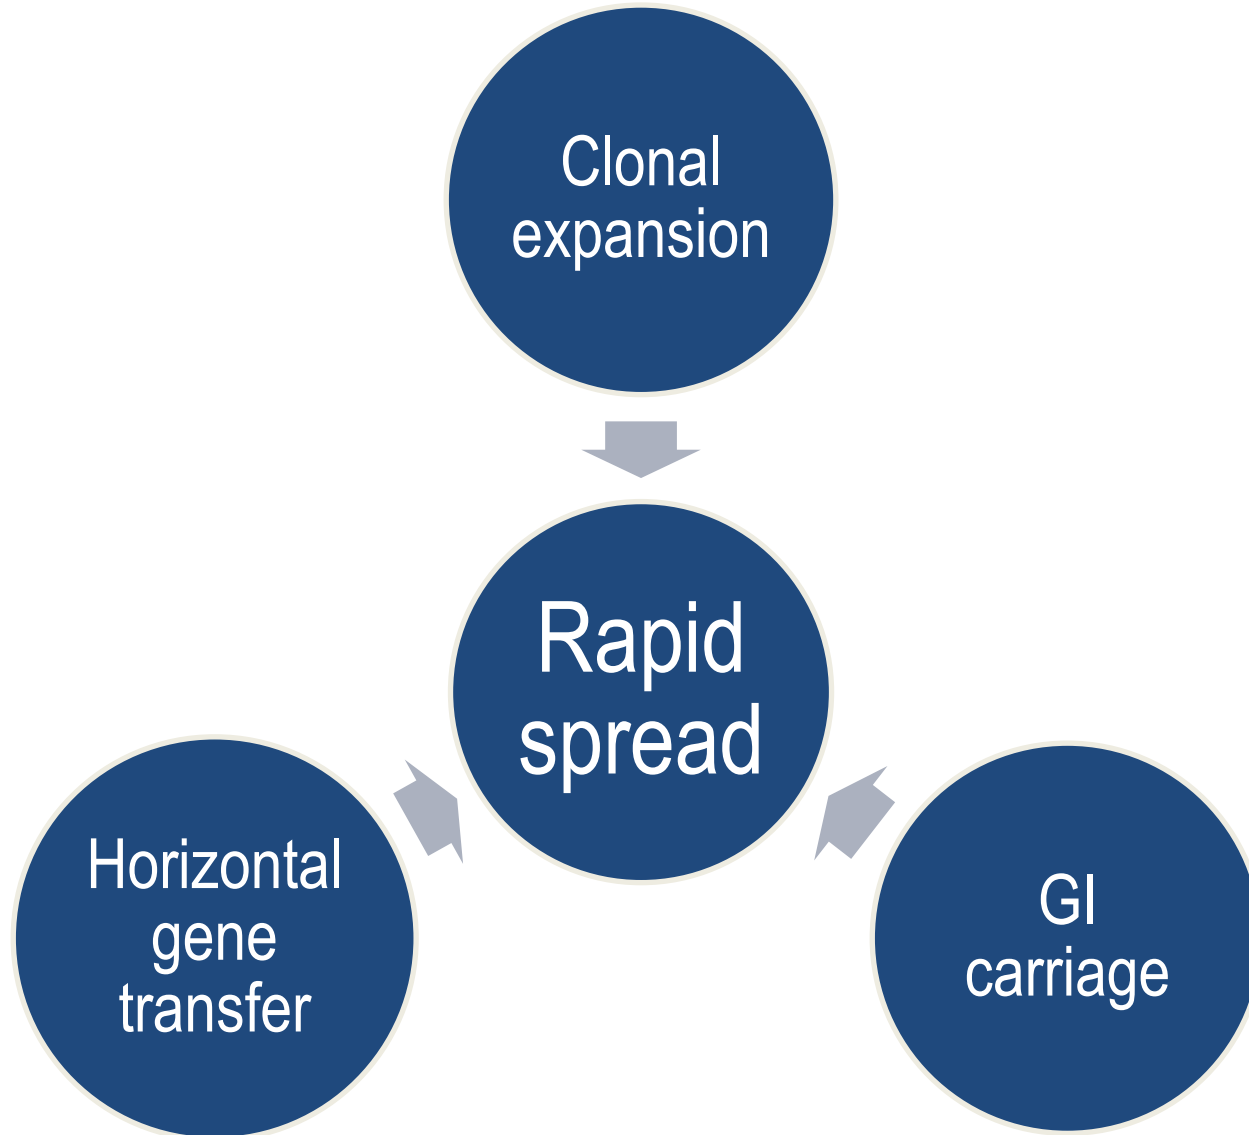 Clonal
expansion
Rapid
spread
Horizontal
gene
transfer
GI
carriage